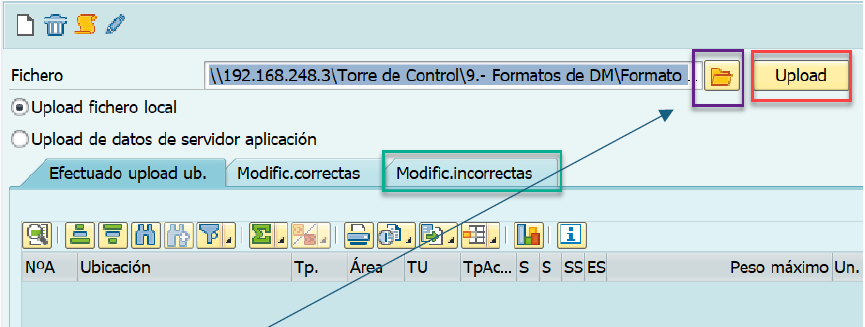 Fichero \\192.168.248.3\Torre de Control\9.- Formatos de DM\Formato ... Upload
Upload fichero local
Upload de datos de servidor aplicación
Efectuado upload ub. Modific.correctas Modific.incorrectas
NºA Ubicación Tp. Área TU TpAc... S S SS ES Peso máximo Un.